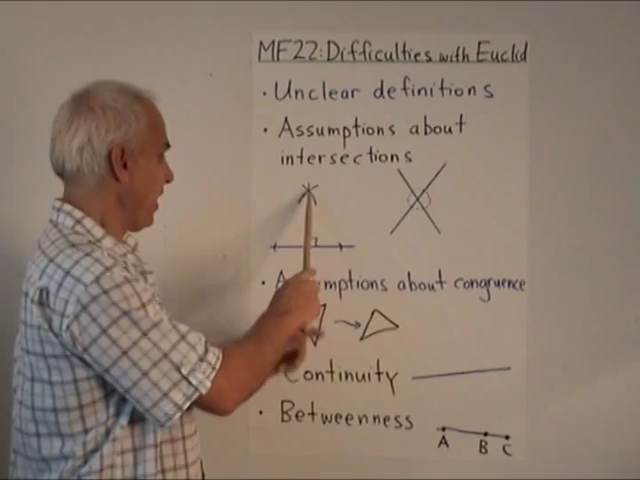 MF22: Difficulties with Euclid
· Unclear definitions
· Assumptions about
intersections
· A mptions about congruence
Continuity
· Betweenness
A B C